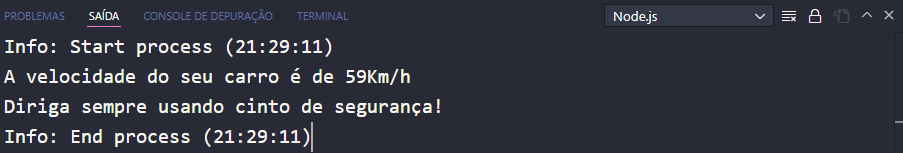 PROBLEMAS SAÍDA CONSOLE DE DEPURAÇÃO TERMINAL Node.js
Info: Start process (21:29:11)
A velocidade do seu carro é de 59Km/h
Diriga sempre usando cinto de segurança!
Info: End process (21:29:11)